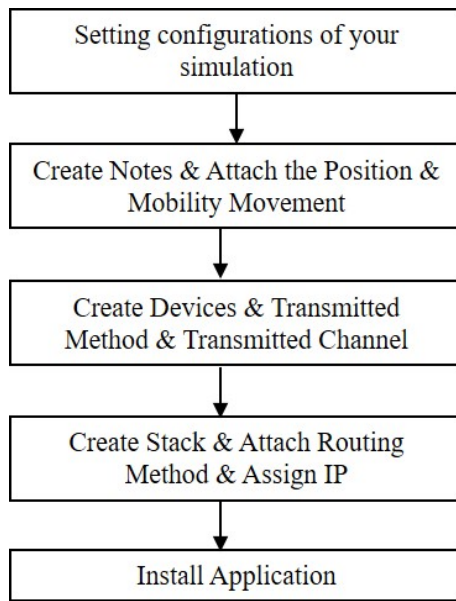 Setting configurations of your
simulation
Create Notes & Attach the Position &
Mobility Movement
Create Devices & Transmitted
Method & Transmitted Channel
Create Stack & Attach Routing
Method & Assign IP
Install Application